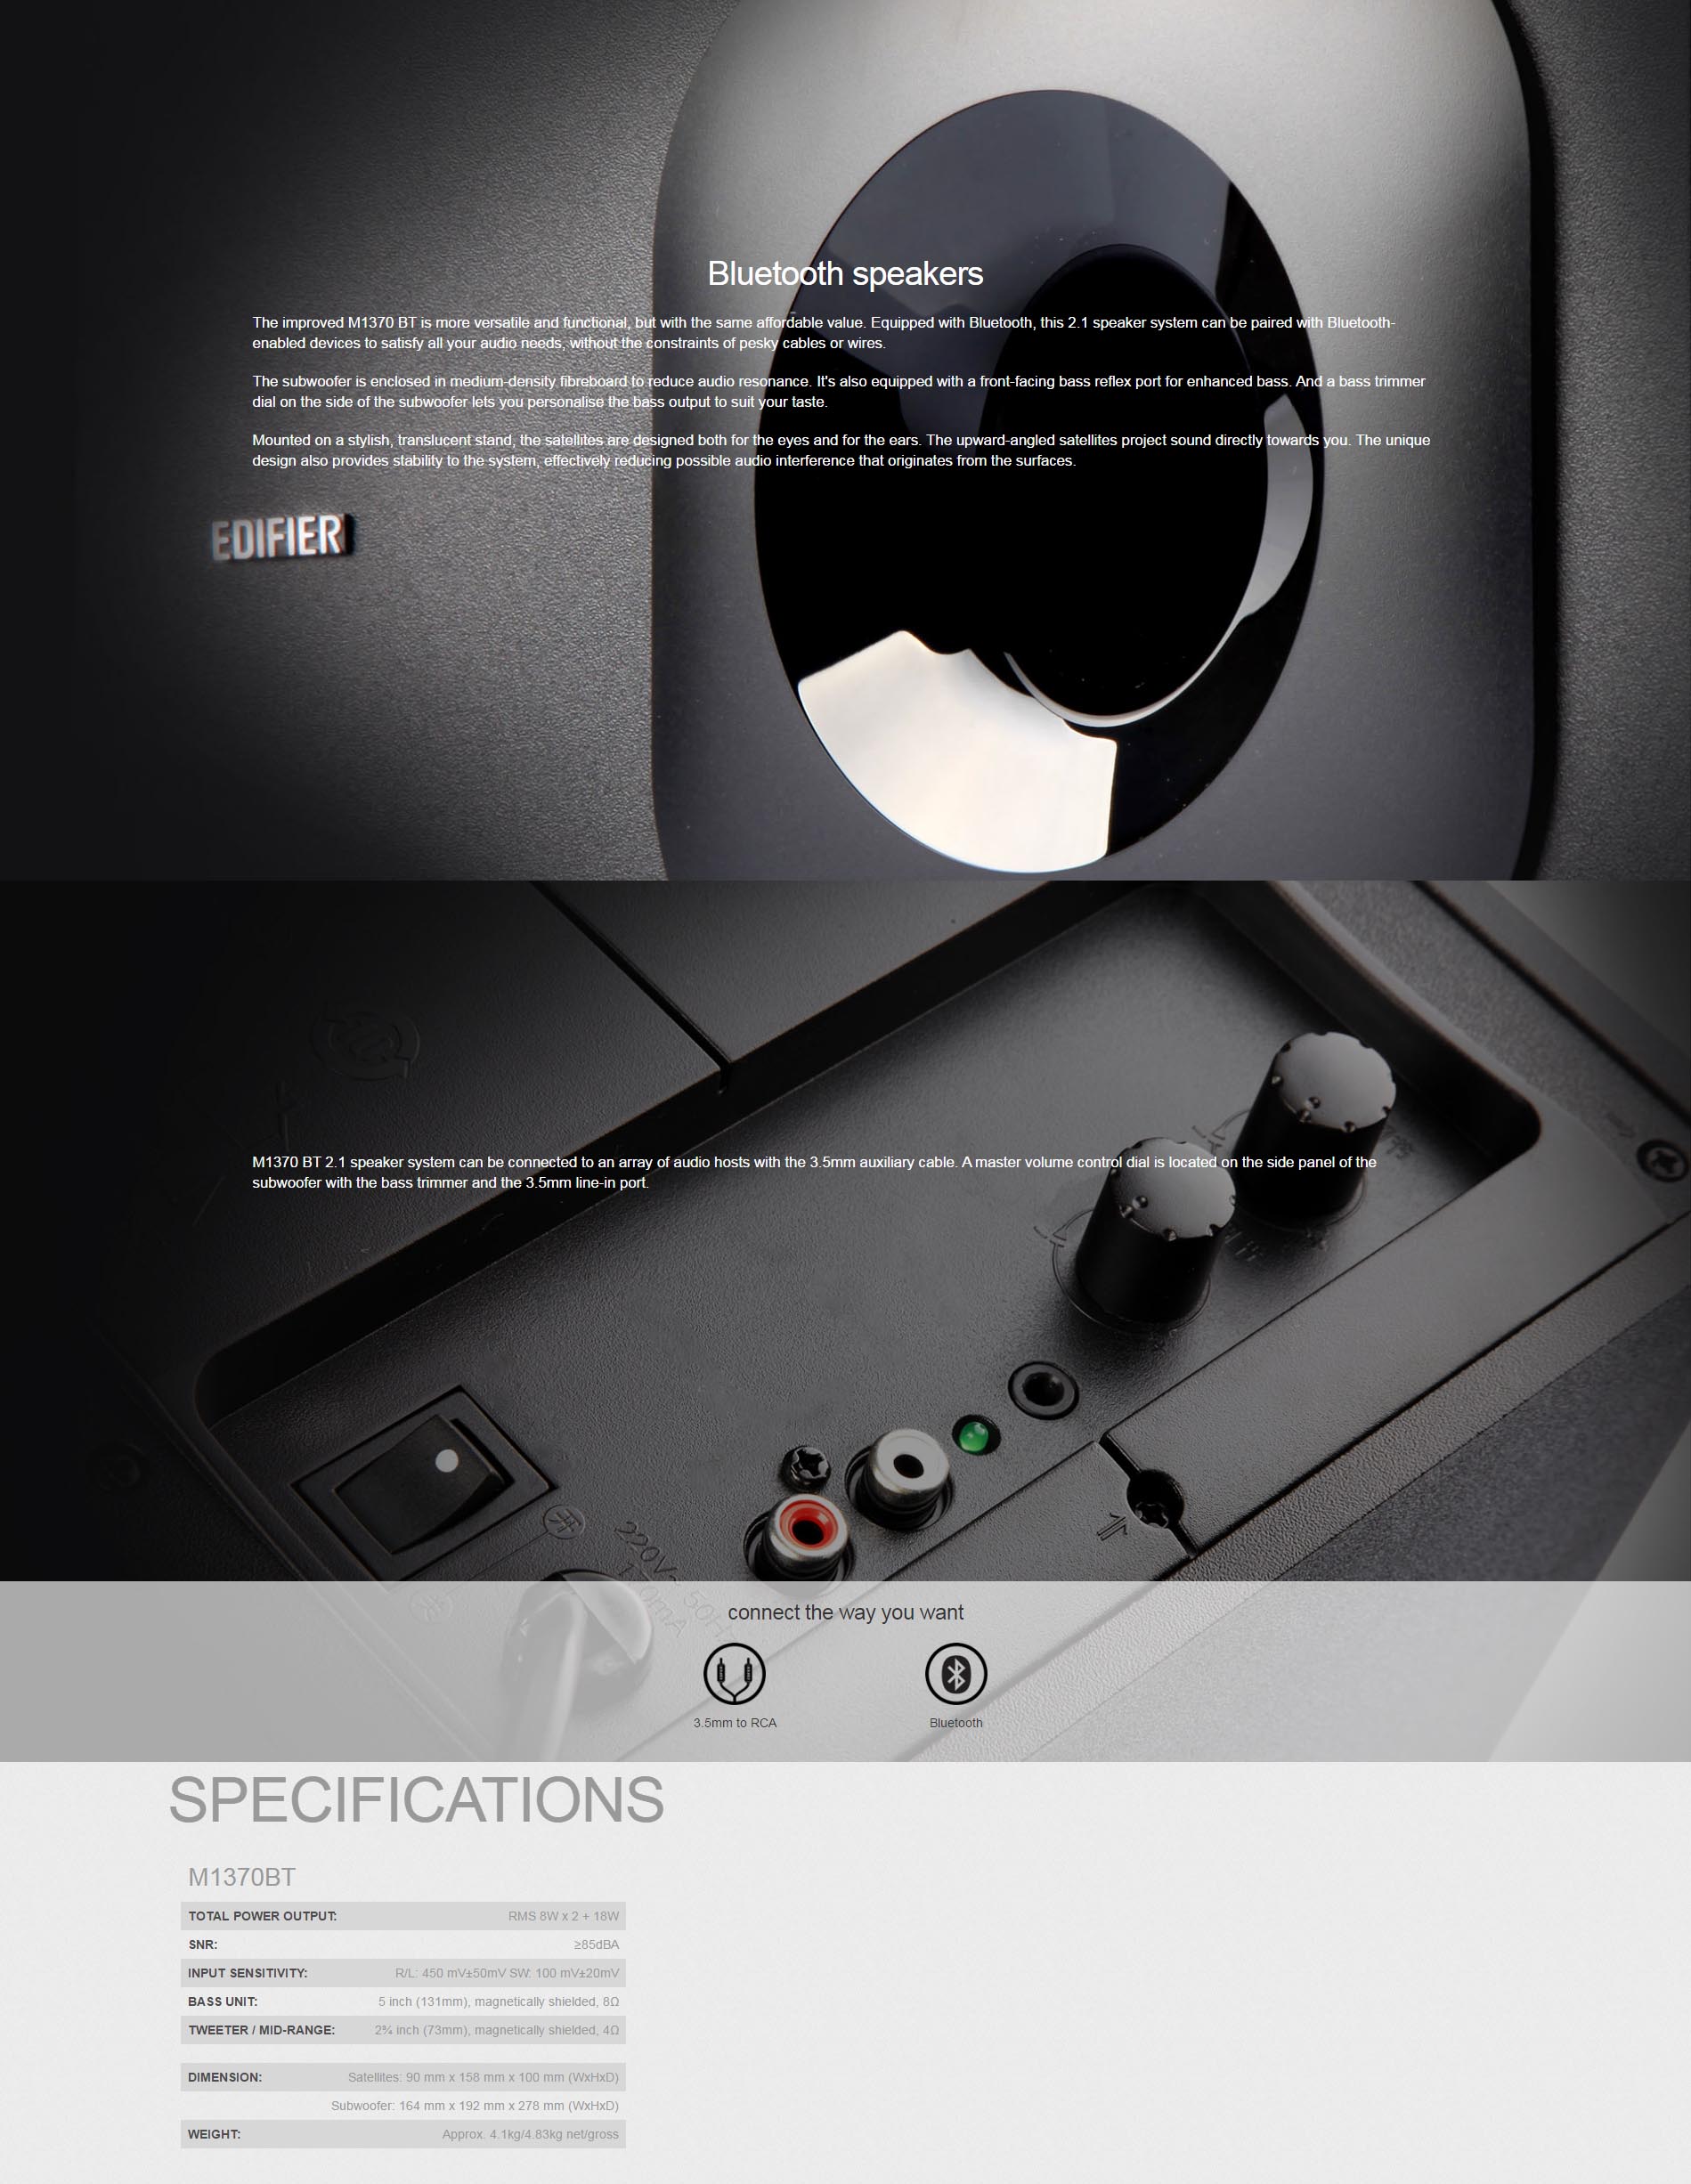 Bluetooth speakers
The improved M1370 BT is more versatile and functional, but with the same affordable value. Equipped with Bluetooth, this 2.1 speaker system can be paired with Bluetooth-
enabled devices to satisfy all your audio needs, without the constraints of pesky cables or wires.
The subwoofer is enclosed in medium-density fibreboard to reduce audio resonance. It's also equipped with a front-facing bass reflex port for enhanced bass. And a bass trimmer
dial on the side of the subwoofer lets you personalise the bass output to suit your taste.
Mounted on a stylish, translucent stand, the satellites are designed both for the eyes and for the ears. The upward-angled satellites project sound directly towards you. The unique
design also provides stability to the system, effectively reducing possible audio interference that originates from the surfaces.
EDIFIER
M1370 BT 2.1 speaker system can be connected to an array of audio hosts with the 3.5mm auxiliary cable. A master volume control dial is located on the side panel of the
subwoofer with the bass trimmer and the 3.5mm line-in port.
开
220V~ 50Hz
connect the way you want
3.5mm to RCA
Bluetooth
SPECIFICATIONS
M1370BT
TOTAL POWER OUTPUT: RMS 8W x 2 + 18W
SNR: ≥85dBA
INPUT SENSITIVITY: R/L: 450 mV±50mV SW: 100 mV±20mV
BASS UNIT: 5 inch (131mm), magnetically shielded, 8Ω
TWEETER / MID-RANGE: 2¾ inch (73mm), magnetically shielded, 4Ω
DIMENSION: Satellites: 90 mm x 158 mm x 100 mm (WxHxD)
Subwoofer: 164 mm x 192 mm x 278 mm (WxHxD)
WEIGHT: Approx. 4.1kg/4.83kg net/gross